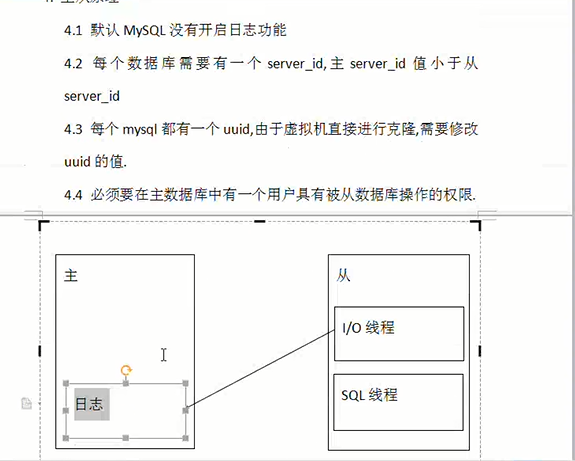 4.1 默认 MySQL 没有开启日志功能
4.2 每个数据库需要有一个 server_id,主 server_id 值小于从
server_id
4.3 每个 mysql 都有一个 uuid,由于虚拟机直接进行克隆,需要修改
uuid 的值.
4.4 必须要在主数据库中有一个用户具有被从数据库操作的权限.
主
从
I/O 线程
SQL 线程
日志